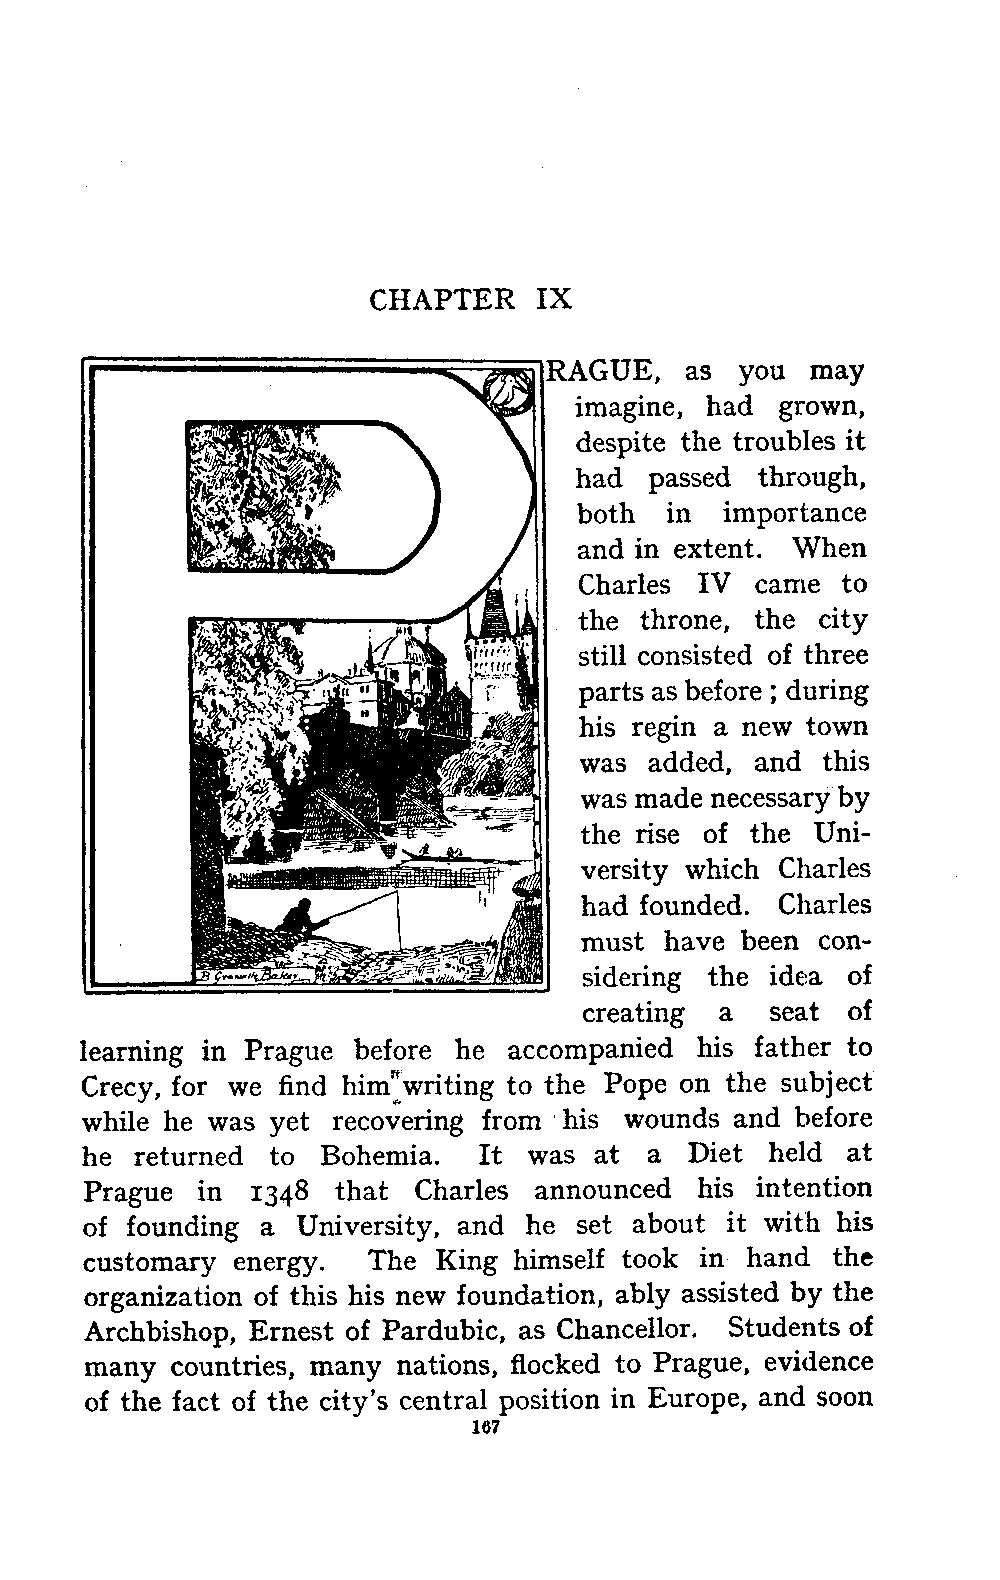 CHAPTER IX
PRAGUE, as you may
imagine, had grown,
despite the troubles it
had passed through,
both in importance
and in extent. When
Charles IV came to
the throne, the city
still consisted of three
parts as before ; during
his regin a new town
was added, and this
was made necessary by
the rise of the Uni-
versity which Charles
had founded. Charles
must have been con-
sidering the idea of
creating a seat of
B Granville Baker
learning in Prague before he accompanied his father to
Crecy, for we find him writing to the Pope on the subject
while he was yet recovering from his wounds and before
he returned to Bohemia. It was at a Diet held at
Prague in 1348 that Charles announced his intention
of founding a University, and he set about it with his
customary energy. The King himself took in hand the
organization of this his new foundation, ably assisted by the
Archbishop, Ernest of Pardubic, as Chancellor. Students of
many countries, many nations, flocked to Prague, evidence
of the fact of the city's central position in Europe, and soon
167